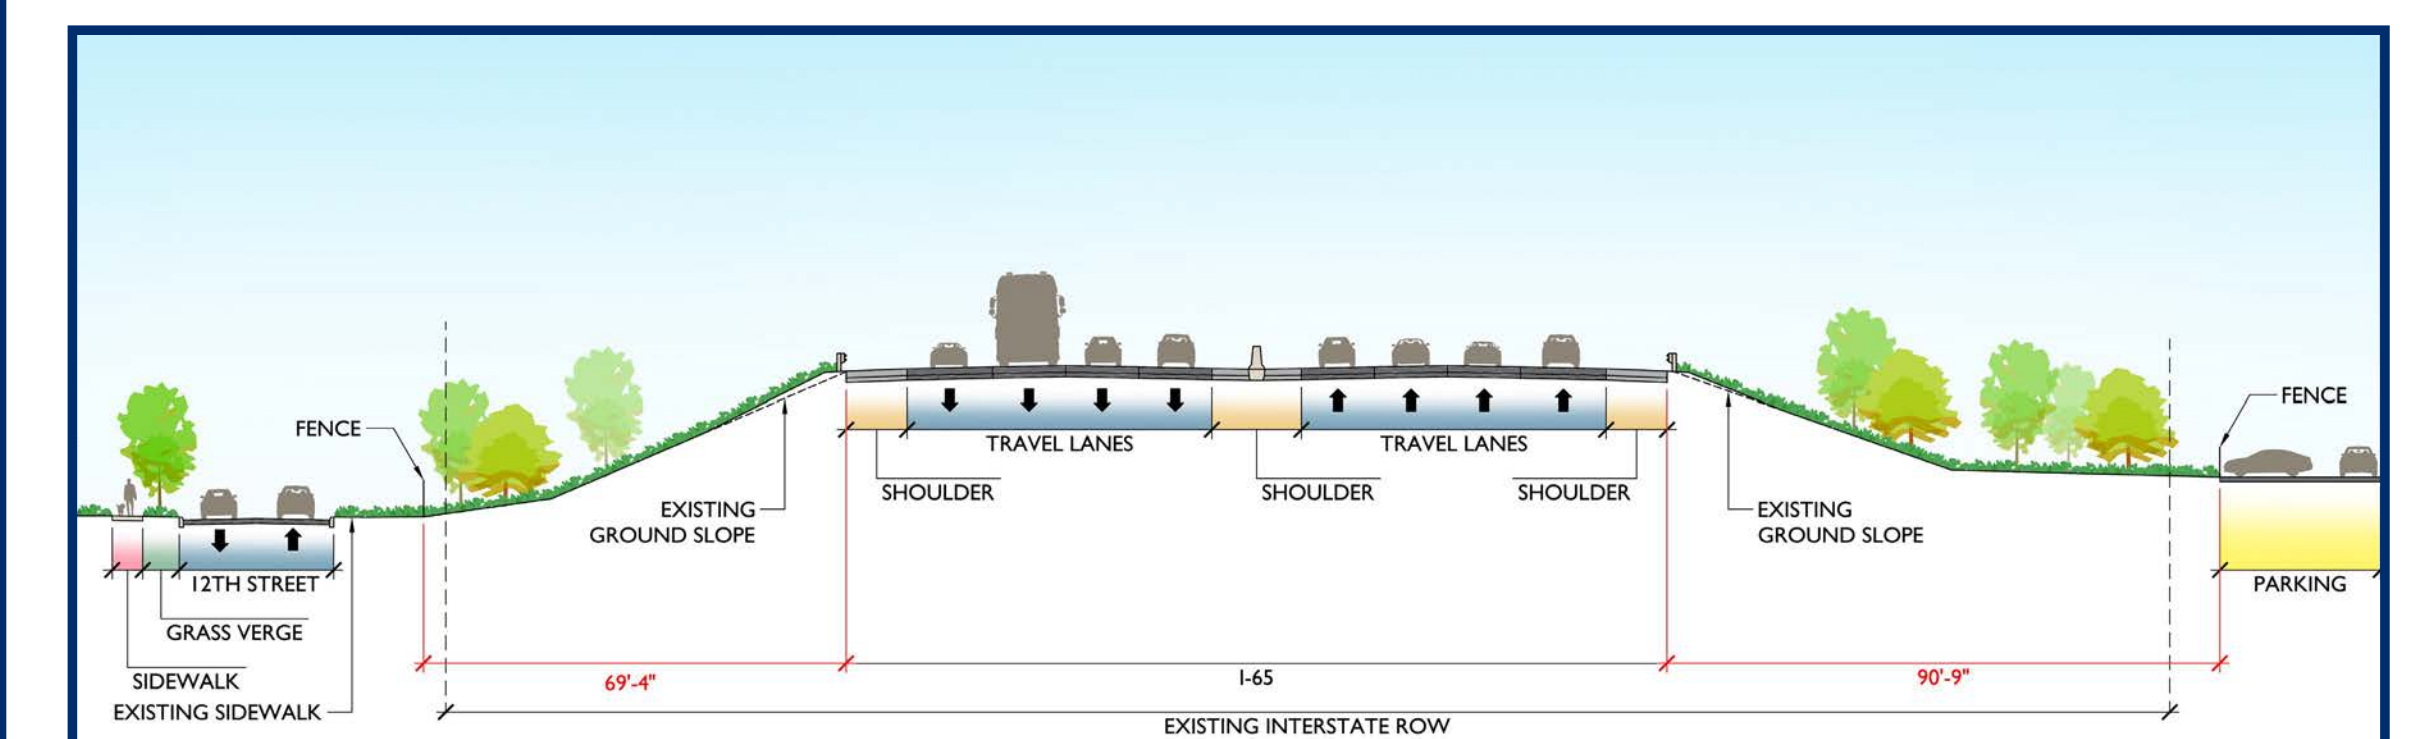 FENCE
FENCE
TRAVEL LANES
TRAVEL LANES
SHOULDER
SHOULDER
SHOULDER
EXISTING
GROUND SLOPE
EXISTING
GROUND SLOPE
12TH STREET
PARKING
GRASS VERGE
SIDEWALK
69'-4"
I-65
90'-9"
EXISTING SIDEWALK
EXISTING INTERSTATE ROW